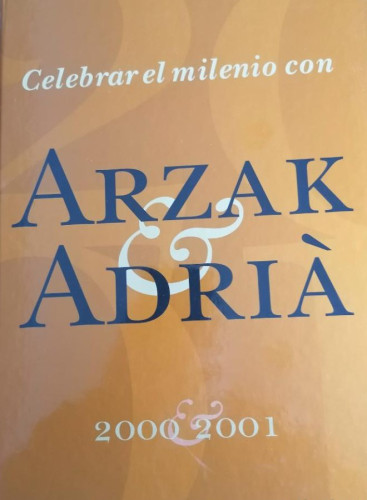 Celebrar el milenio con
ARZAK
&
ADRIÀ
2000 & 2001